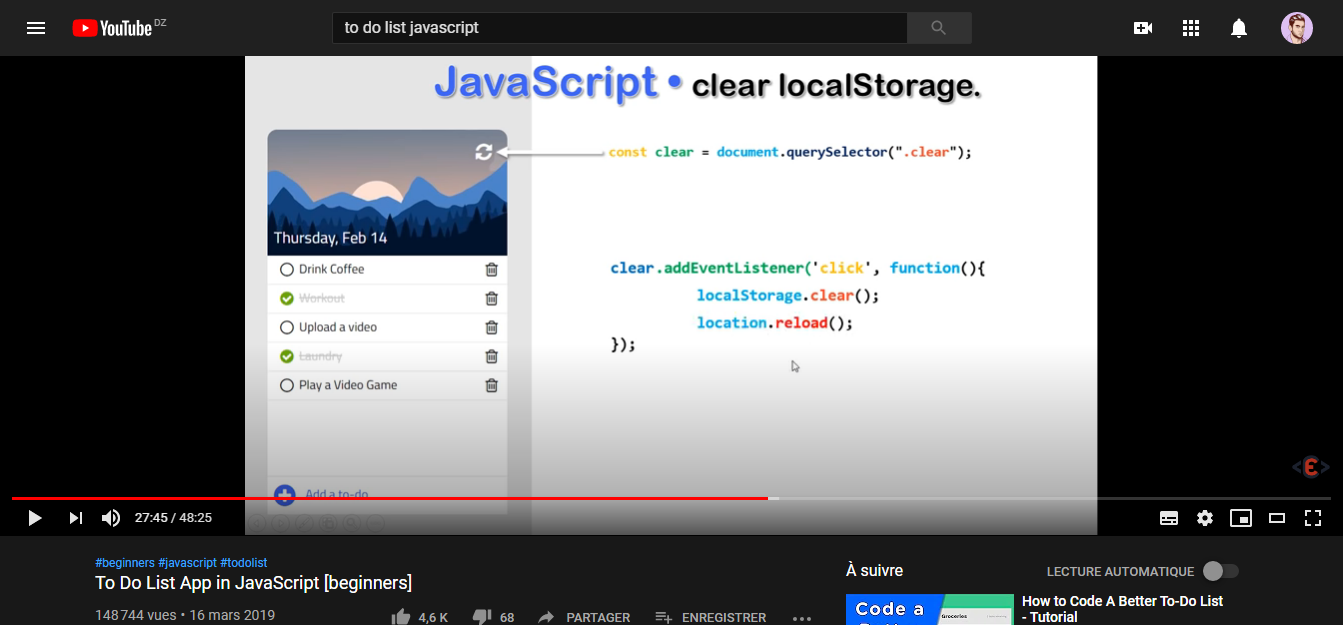 YouTube DZ
to do list javascript
JavaScript • clear localStorage.
const clear = document.querySelector(".clear");
Thursday, Feb 14
Drink Coffee
Workout
Upload a video
Laundry
Play a Video Game
Add a to-do
clear.addEventListener('click', function(){
localStorage.clear();
location.reload();
});
<E>
27:45 / 48:25
#beginners #javascript #todolist
To Do List App in JavaScript [beginners]
148 744 vues • 16 mars 2019
4,6 K
68
PARTAGER
ENREGISTRER
À suivre
LECTURE AUTOMATIQUE
Code a
Groceries
How to Code A Better To-Do List
- Tutorial